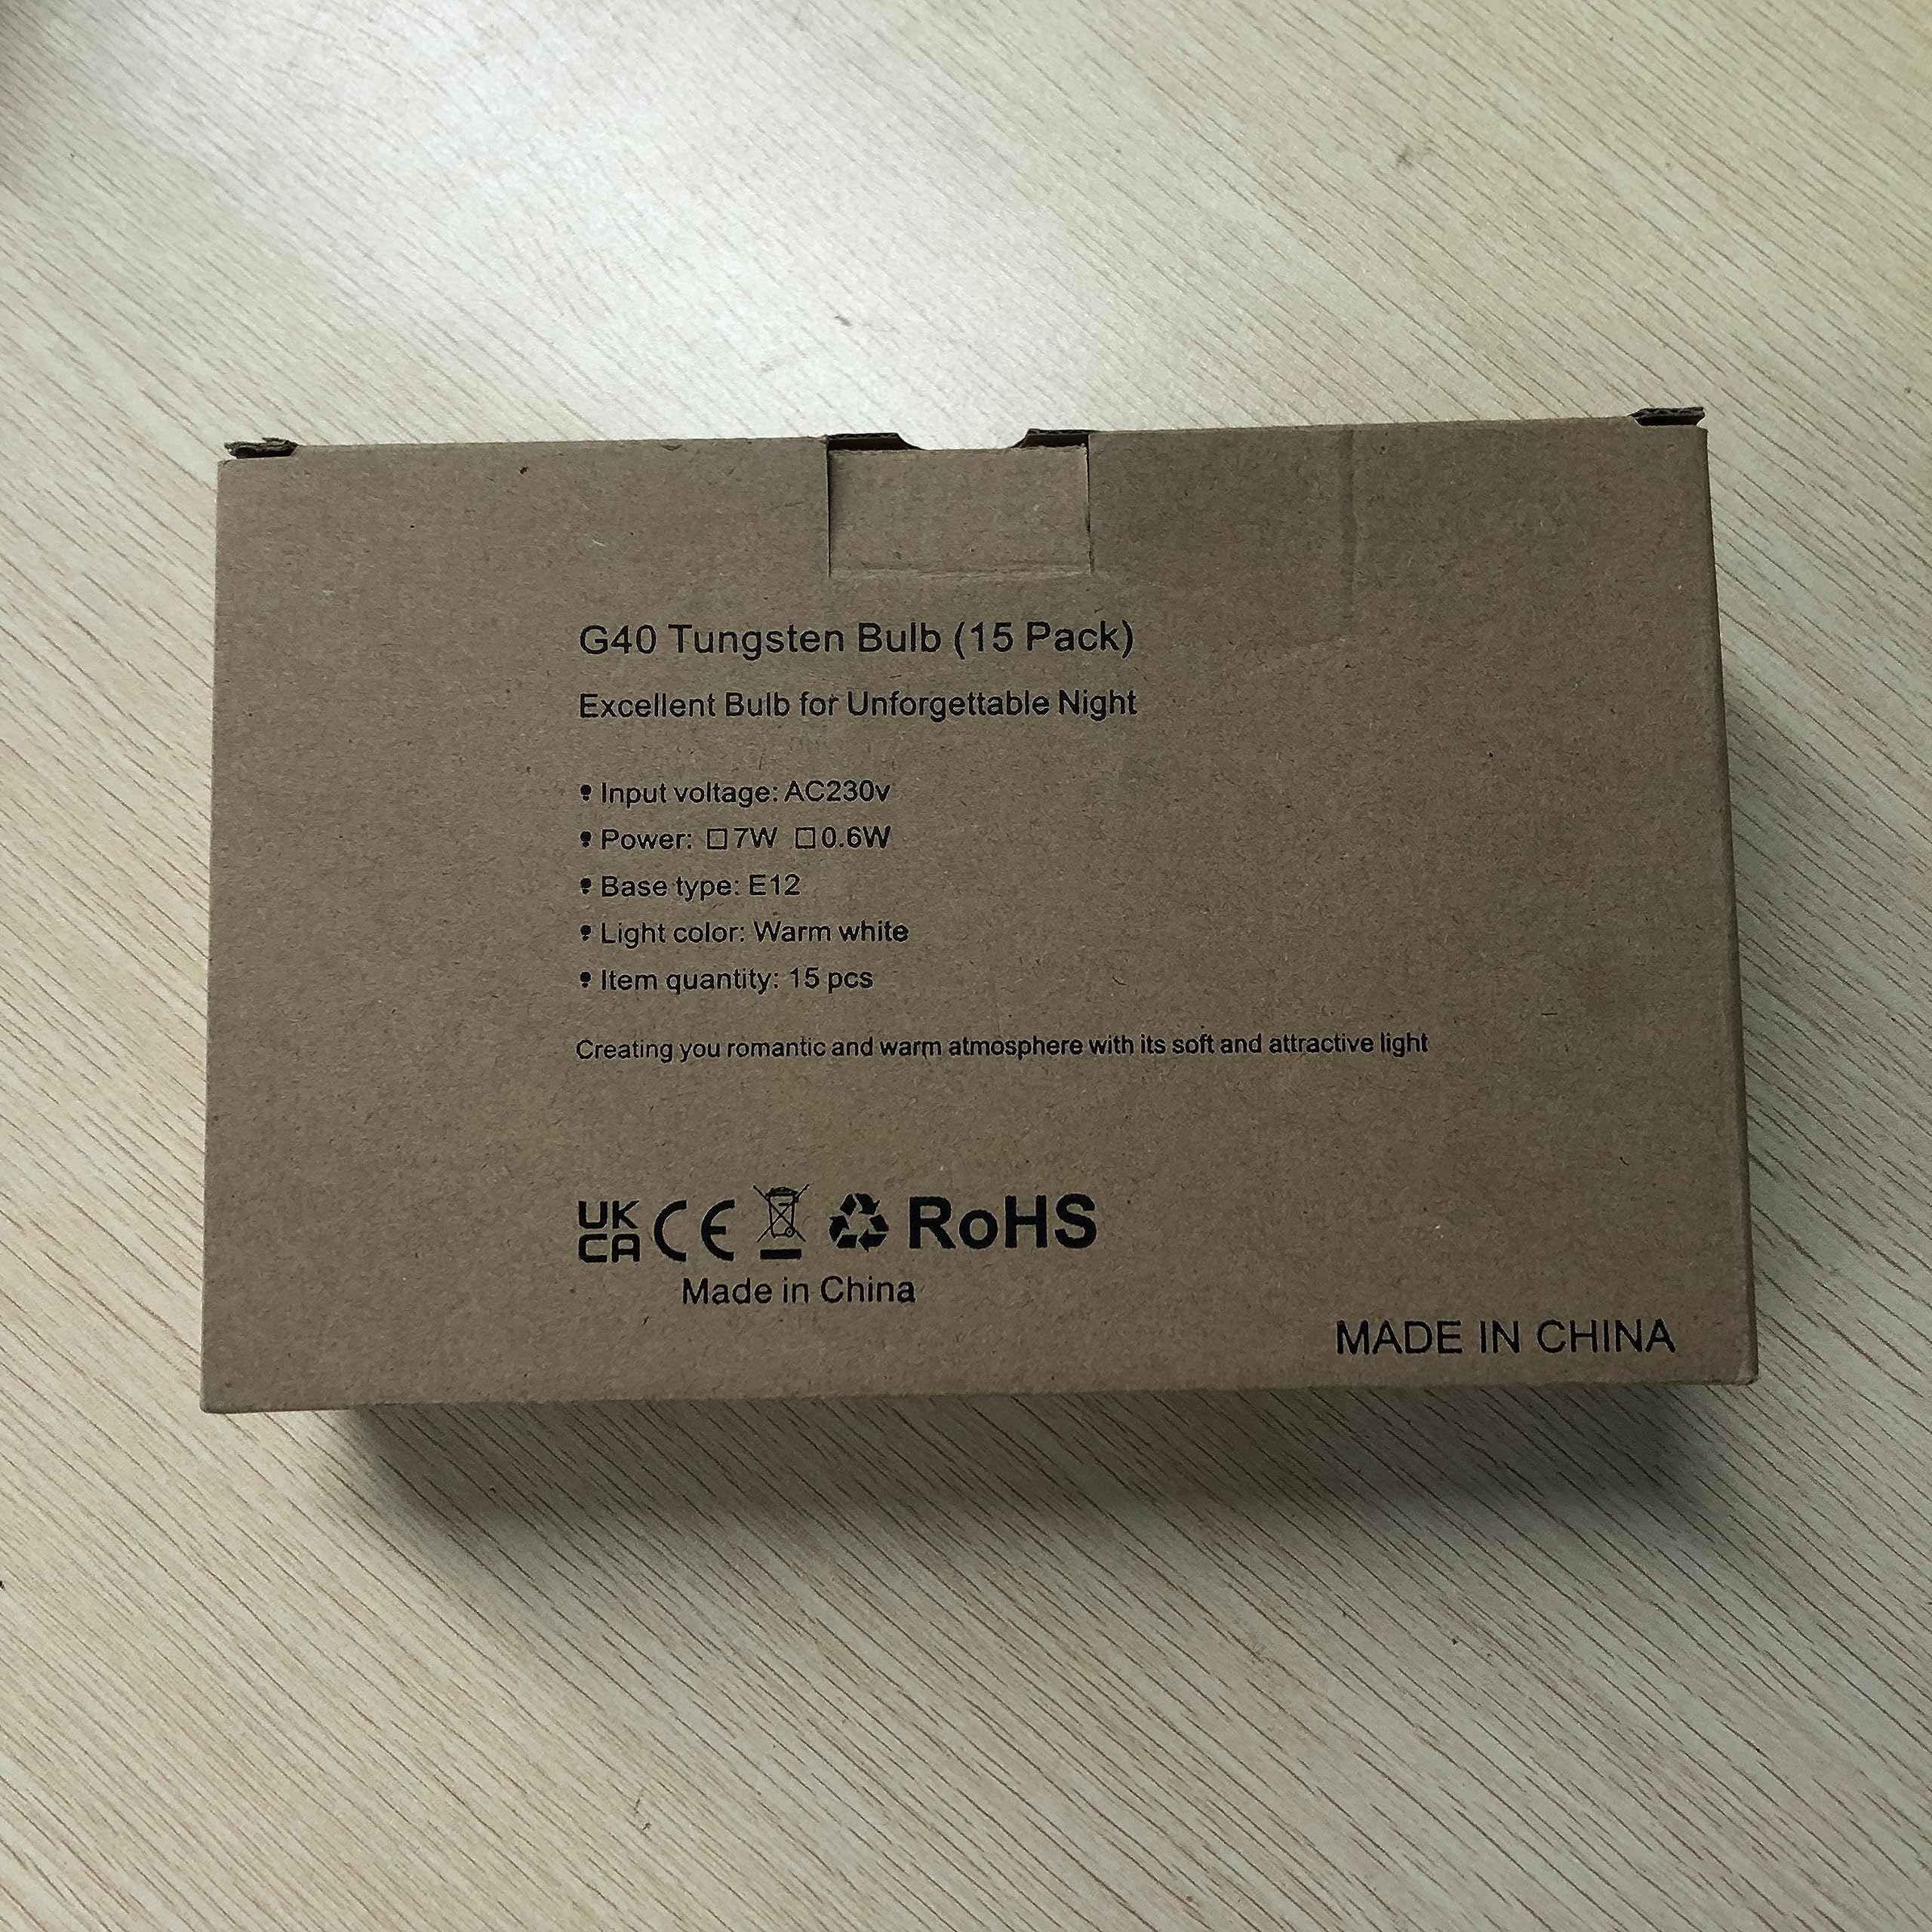 G40 Tungsten Bulb (15 Pack)
Excellent Bulb for Unforgettable Night
Input voltage: AC230v
Power: □7W □0.6W
Base type: E12
Light color: Warm white
Item quantity: 15 pcs
Creating you romantic and warm atmosphere with its soft and attractive light
UK
CA CE RoHS
Made in China
MADE IN CHINA